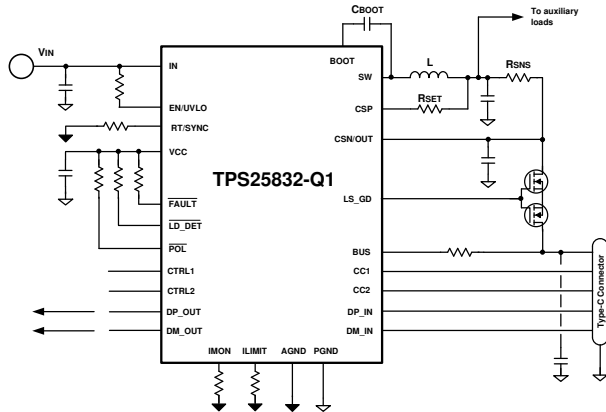 CBOOT
To auxiliary
loads
VIN
BOOT
L
RSNS
IN
SW
EN/UVLO
CSP
RSET
RT/SYNC
CSN/OUT
VCC
TPS25832-Q1
FAULT
LS_GD
LD_DET
POL
BUS
CTRL1
CC1
CTRL2
CC2
DP_OUT
DP_IN
DM_OUT
DM_IN
Type-C Connector
IMON
ILIMIT
AGND
PGND